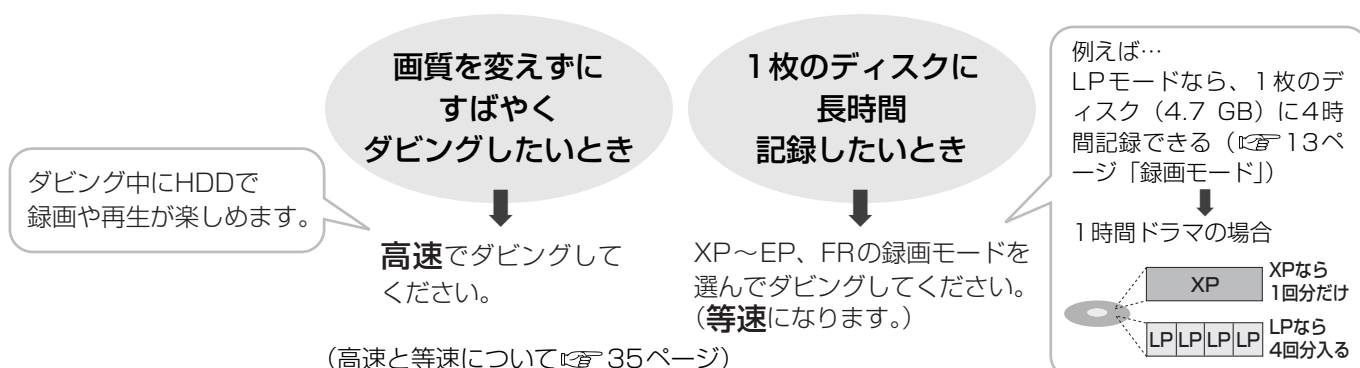 画質を変えずに
すばやく
ダビングしたいとき
ダビング中にHDDで
録画や再生が楽しめます。
高速でダビングして
ください。
1枚のディスクに
長時間
記録したいとき
XP～EP、FRの録画モードを
選んでダビングしてください。
（等速になります。）
（高速と等速について☞35ページ）
例えば…
LPモードなら、1枚のデ
ィスク（4.7 GB）に4時
間記録できる（☞13ペ
ージ「録画モード」）
1時間ドラマの場合
XP
XPなら
1回分だけ
LP LP LP LP
LPなら
4回分入る